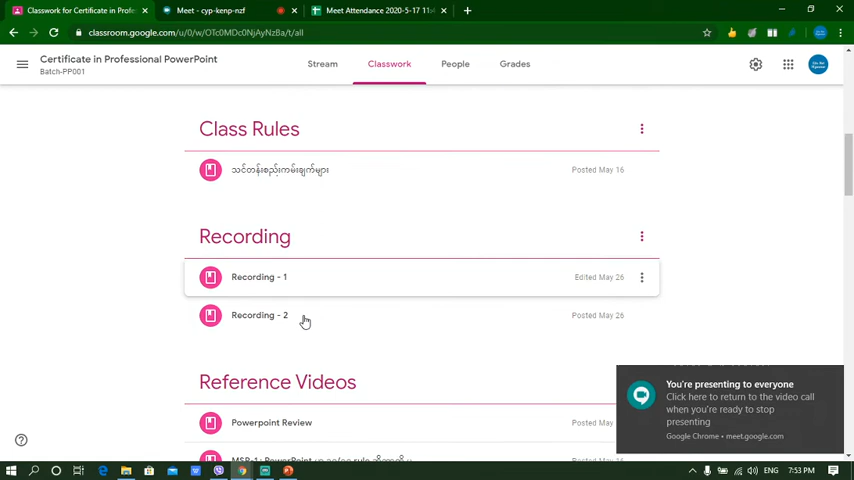 Classwork for Certificate in Profes
Meet - cyp-kenp-nzf
Meet Attendance 2020-5-17 11:4
classroom.google.com/u/0/w/OTc0MDc0NjAyNzBa/t/all
Certificate in Professional PowerPoint
Batch-PP001
Stream
Classwork
People
Grades
Class Rules
သင်တန်းစည်းကမ်းချက်များ
Posted May 16
Recording
Recording - 1
Edited May 26
Recording - 2
Posted May 26
Reference Videos
Powerpoint Review
Posted May
You're presenting to everyone
Click here to return to the video call
when you're ready to stop
presenting
Google Chrome • meet.google.com
ENG
7:53 PM